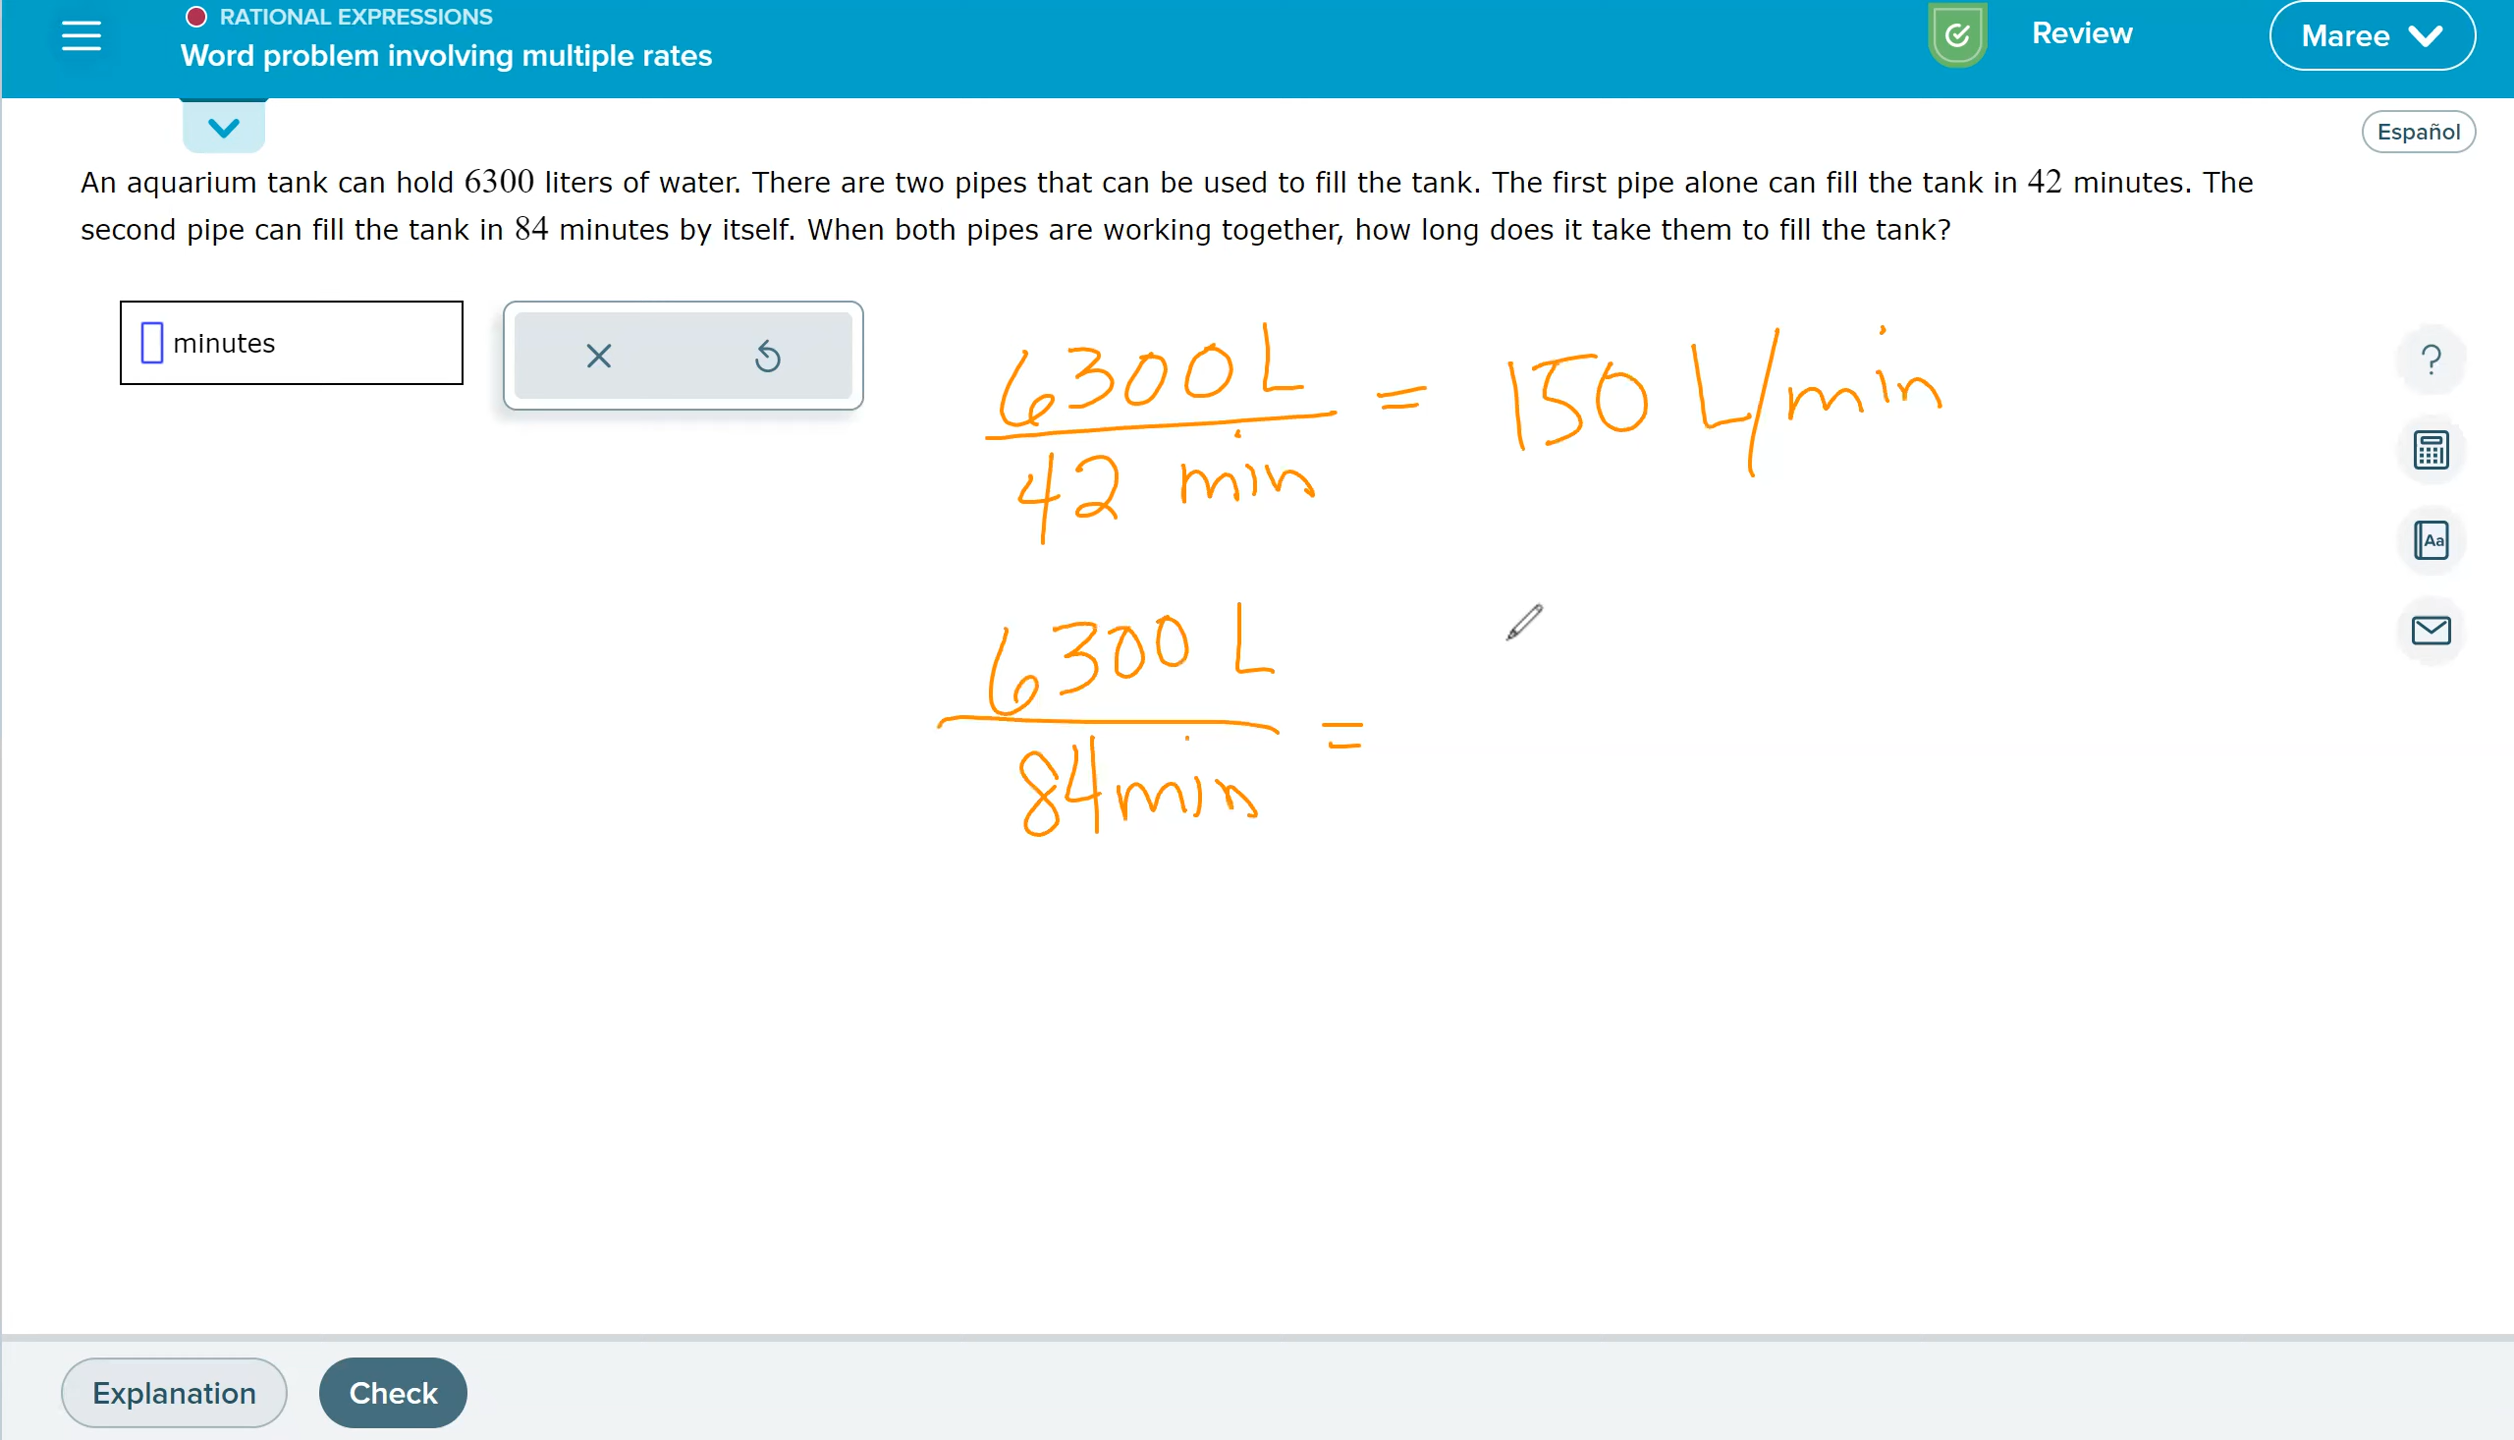 RATIONAL EXPRESSIONS
Word problem involving multiple rates
Review
Maree
Español
An aquarium tank can hold 6300 liters of water. There are two pipes that can be used to fill the tank. The first pipe alone can fill the tank in 42 minutes. The
second pipe can fill the tank in 84 minutes by itself. When both pipes are working together, how long does it take them to fill the tank?
minutes
6300 L
= 150 L/min
42 min
?
Aa
6300 L
=
84 min
Explanation
Check